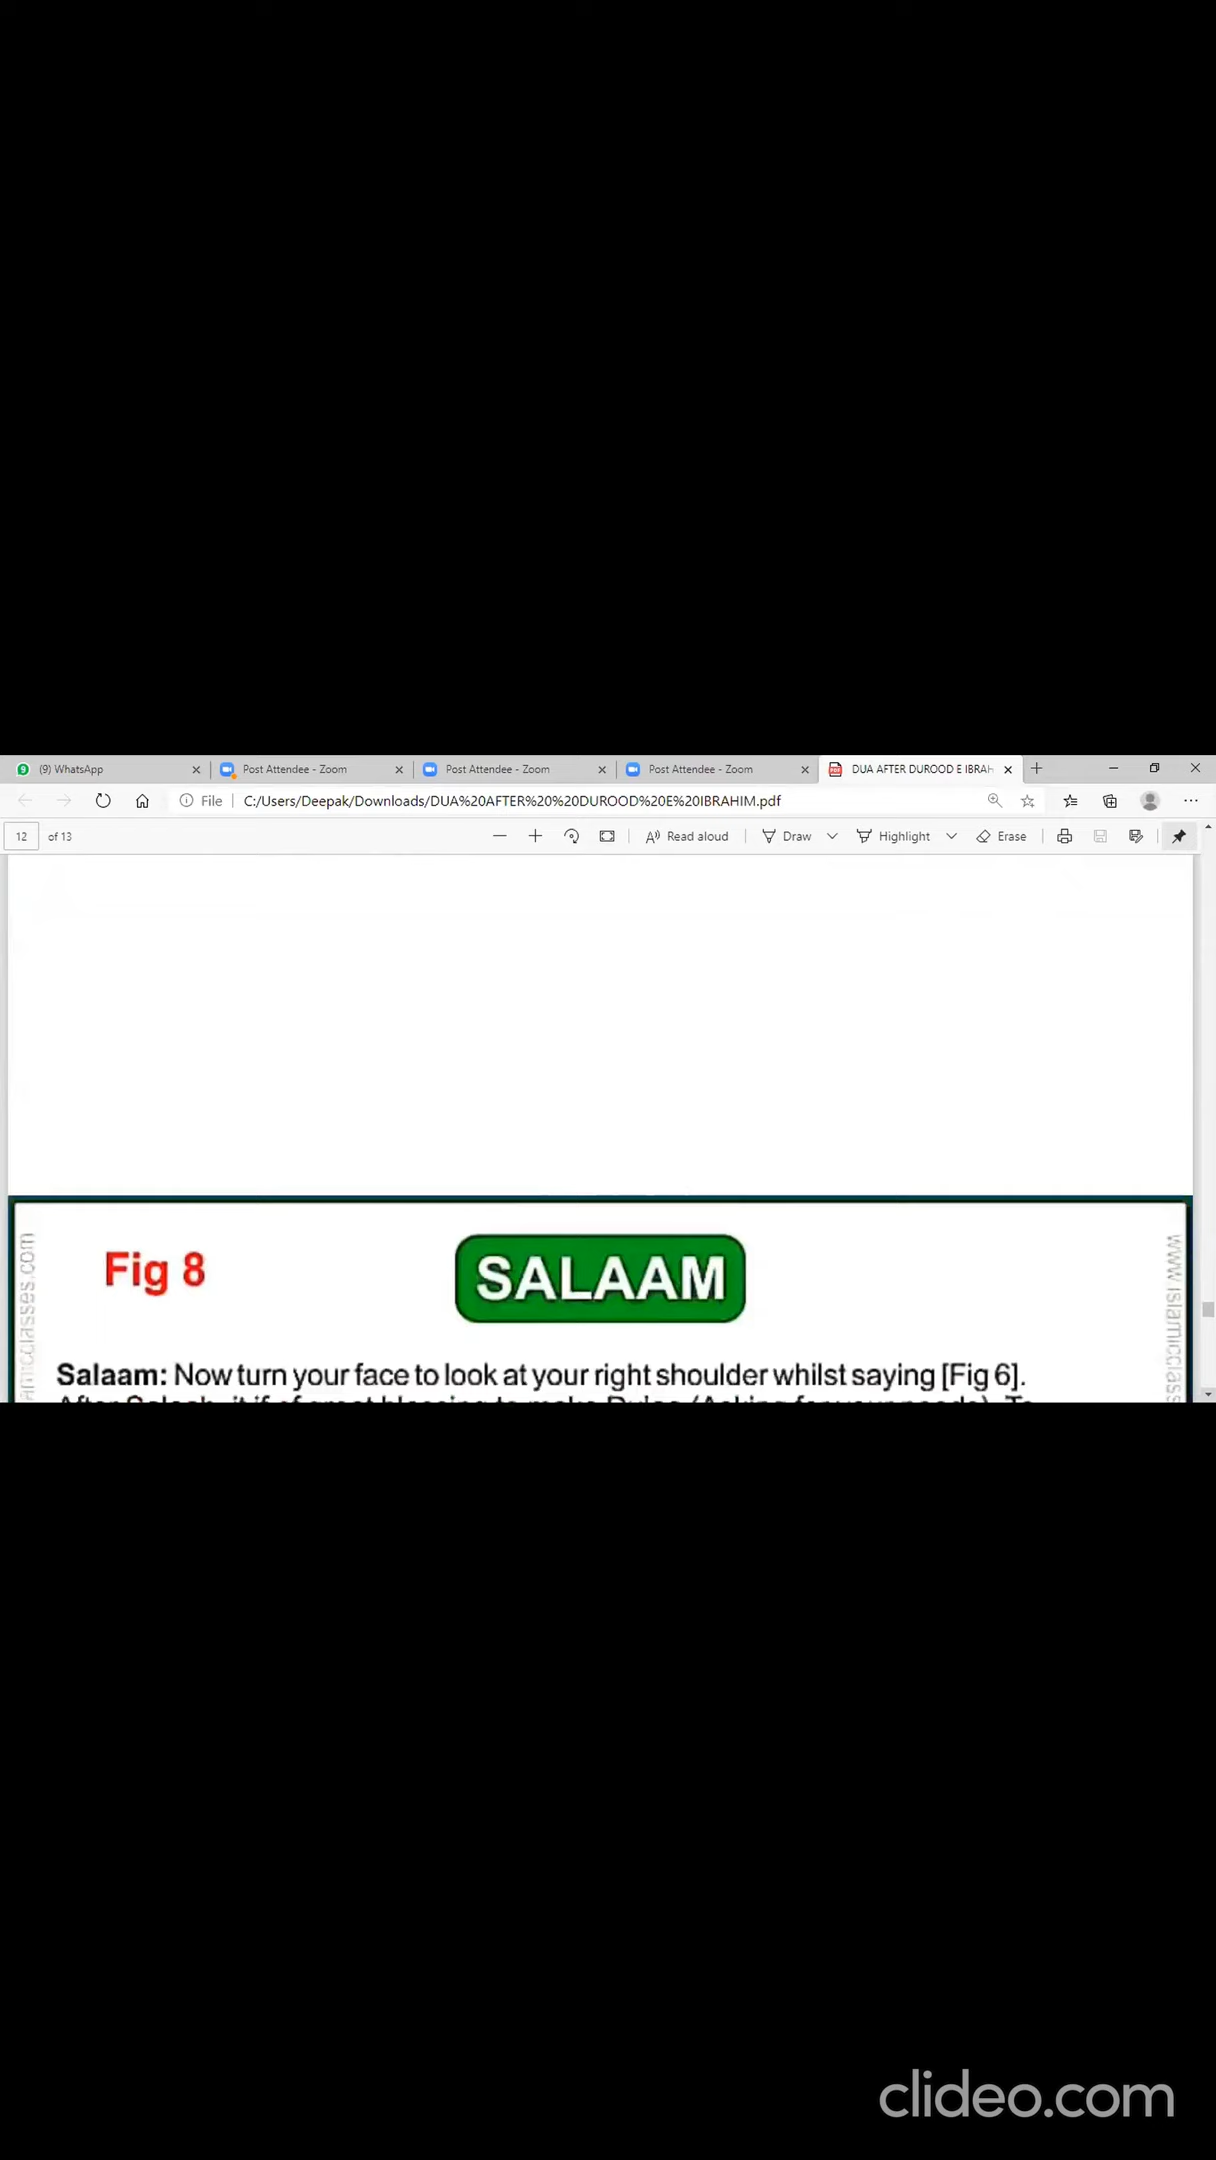 (9) WhatsApp
Post Attendee - Zoom
Post Attendee - Zoom
Post Attendee - Zoom
DUA AFTER DUROOD E IBRAH
File
C:/Users/Deepak/Downloads/DUA%20AFTER%20%20DUROOD%20E%20IBRAHIM.pdf
12 of 13
Read aloud
Draw
Highlight
Erase
Fig 8
SALAAM
Salaam: Now turn your face to look at your right shoulder whilst saying [Fig 6].
clideo.com